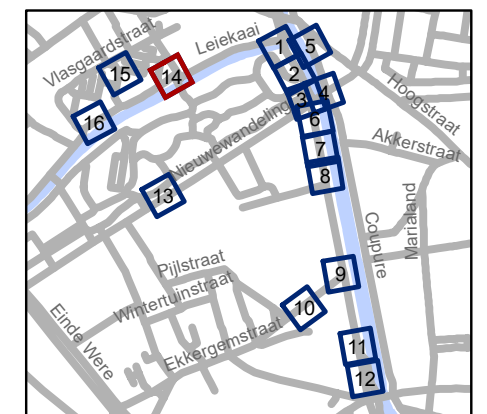 Vlasgaardstraat
Leiekaai
1
5
15
14
2
3
4
16
6
Hoogstraat
Nieuwewandeling
7
Akkerstraat
8
13
Marialand
Coupure
Pijlstraat
9
Wintertuinstraat
10
Einde Were
Ekkergemstraat
11
12